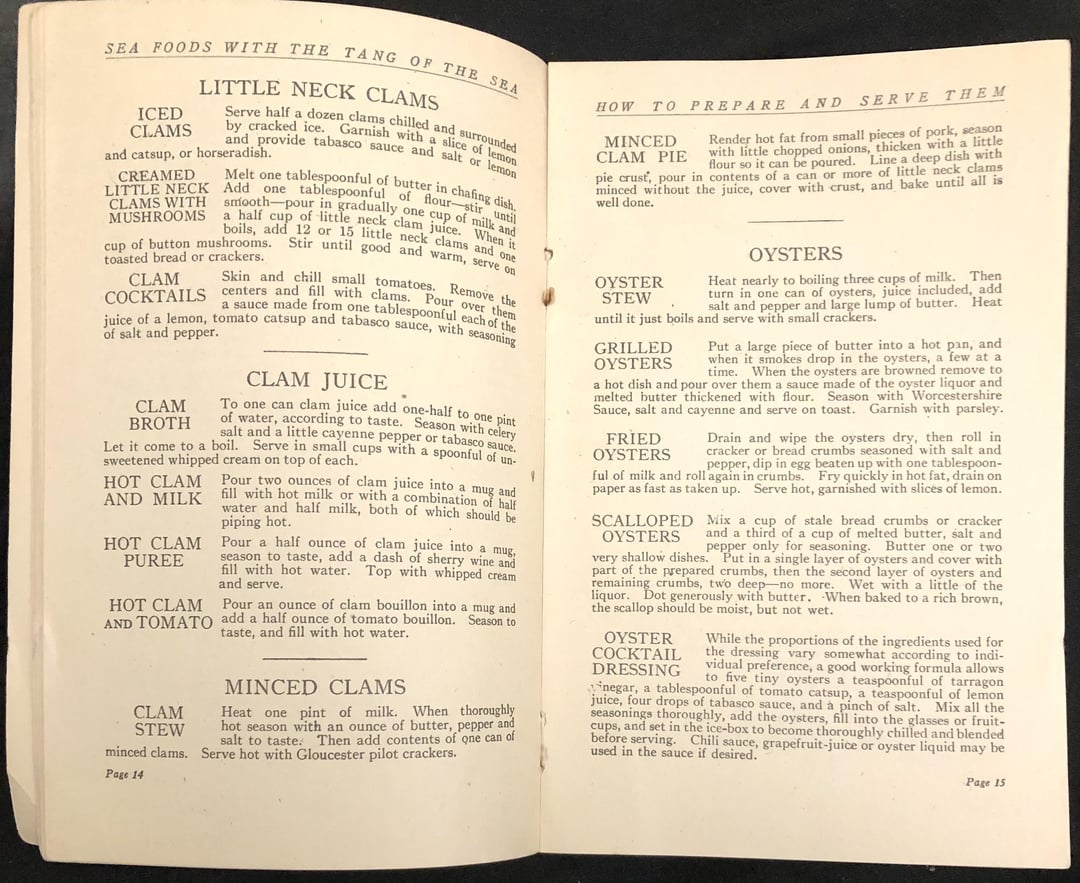 SEA FOODS WITH THE TANG OF THE SEA
LITTLE NECK CLAMS
ICED CLAMS
Serve half a dozen clams chilled and surrounded
by cracked ice. Garnish with a slice of lemon
and provide tabasco sauce and salt or lemon
and catsup, or horseradish.
CREAMED LITTLE NECK CLAMS WITH MUSHROOMS
Melt one tablespoonful of butter in chafing dish.
Add one tablespoonful of flour—stir until
smooth—pour in gradually one cup of milk and
a half cup of little neck clam juice. When it
boils, add 12 or 15 little neck clams and one
cup of button mushrooms. Stir until good and warm, serve on
toasted bread or crackers.
CLAM COCKTAILS
Skin and chill small tomatoes. Remove the
centers and fill with clams. Pour over them
a sauce made from one tablespoonful each of the
juice of a lemon, tomato catsup and tabasco sauce, with seasoning
of salt and pepper.
CLAM JUICE
CLAM BROTH
To one can clam juice add one-half to one pint
of water, according to taste. Season with celery
salt and a little cayenne pepper or tabasco sauce.
Let it come to a boil. Serve in small cups with a spoonful of un-
sweetened whipped cream on top of each.
HOT CLAM AND MILK
Pour two ounces of clam juice into a mug and
fill with hot milk or with a combination of half
water and half milk, both of which should be
piping hot.
HOT CLAM PUREE
Pour a half ounce of clam juice into a mug,
season to taste, add a dash of sherry wine and
fill with hot water. Top with whipped cream
and serve.
HOT CLAM AND TOMATO
Pour an ounce of clam bouillon into a mug and
add a half ounce of tomato bouillon. Season to
taste, and fill with hot water.
MINCED CLAMS
CLAM STEW
Heat one pint of milk. When thoroughly
hot season with an ounce of butter, pepper and
salt to taste. Then add contents of one can of
minced clams. Serve hot with Gloucester pilot crackers.
Page 14
HOW TO PREPARE AND SERVE THEM
MINCED CLAM PIE
Render hot fat from small pieces of pork, season
with little chopped onions, thicken with a little
flour so it can be poured. Line a deep dish with
pie crust, pour in contents of a can or more of little neck clams
minced without the juice, cover with crust, and bake until all is
well done.
OYSTERS
OYSTER STEW
Heat nearly to boiling three cups of milk. Then
turn in one can of oysters, juice included, add
salt and pepper and large lump of butter. Heat
until it just boils and serve with small crackers.
GRILLED OYSTERS
Put a large piece of butter into a hot pan, and
when it smokes drop in the oysters, a few at a
time. When the oysters are browned remove to
a hot dish and pour over them a sauce made of the oyster liquor and
melted butter thickened with flour. Season with Worcestershire
Sauce, salt and cayenne and serve on toast. Garnish with parsley.
FRIED OYSTERS
Drain and wipe the oysters dry, then roll in
cracker or bread crumbs seasoned with salt and
pepper, dip in egg beaten up with one tablespoon-
ful of milk and roll again in crumbs. Fry quickly in hot fat, drain on
paper as fast as taken up. Serve hot, garnished with slices of lemon.
SCALLOPED OYSTERS
Mix a cup of stale bread crumbs or cracker
and a third of a cup of melted butter, salt and
pepper only for seasoning. Butter one or two
very shallow dishes. Put in a single layer of oysters and cover with
part of the prepared crumbs, then the second layer of oysters and
remaining crumbs, two deep—no more. Wet with a little of the
liquor. Dot generously with butter. When baked to a rich brown,
the scallop should be moist, but not wet.
OYSTER COCKTAIL DRESSING
While the proportions of the ingredients used for
the dressing vary somewhat according to indi-
vidual preference, a good working formula allows
to five tiny oysters a teaspoonful of tarragon
vinegar, a tablespoonful of tomato catsup, a teaspoonful of lemon
juice, four drops of tabasco sauce, and a pinch of salt. Mix all the
seasonings thoroughly, add the oysters, fill into the glasses or fruit-
cups, and set in the ice-box to become thoroughly chilled and blended
before serving. Chili sauce, grapefruit-juice or oyster liquid may be
used in the sauce if desired.
Page 15